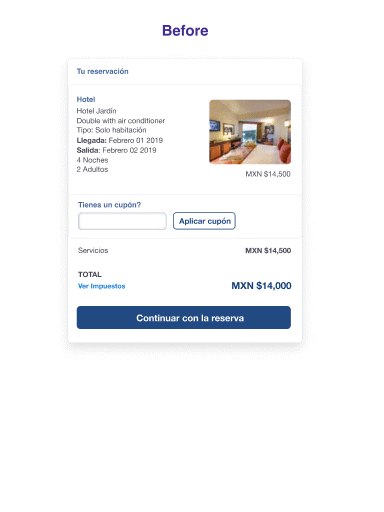 Before
Tu reservación
Hotel
Hotel Jardín
Double with air conditioner
Tipo: Solo habitación
Llegada: Febrero 01 2019
Salida: Febrero 02 2019
4 Noches
2 Adultos
MXN $14,500
Tienes un cupón?
Aplicar cupón
Servicios MXN $14,500
TOTAL
Ver Impuestos MXN $14,000
Continuar con la reserva